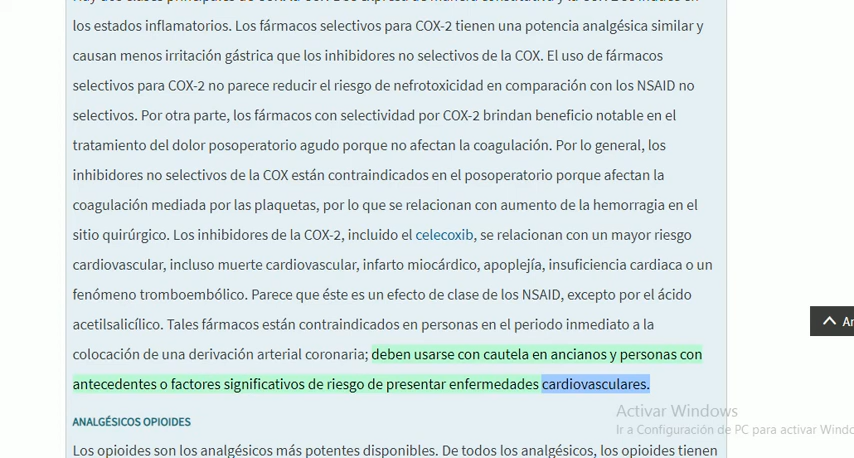 los estados inflamatorios. Los fármacos selectivos para COX-2 tienen una potencia analgésica similar y
causan menos irritación gástrica que los inhibidores no selectivos de la COX. El uso de fármacos
selectivos para COX-2 no parece reducir el riesgo de nefrotoxicidad en comparación con los NSAID no
selectivos. Por otra parte, los fármacos con selectividad por COX-2 brindan beneficio notable en el
tratamiento del dolor posoperatorio agudo porque no afectan la coagulación. Por lo general, los
inhibidores no selectivos de la COX están contraindicados en el posoperatorio porque afectan la
coagulación mediada por las plaquetas, por lo que se relacionan con aumento de la hemorragia en el
sitio quirúrgico. Los inhibidores de la COX-2, incluido el celecoxib, se relacionan con un mayor riesgo
cardiovascular, incluso muerte cardiovascular, infarto miocárdico, apoplejía, insuficiencia cardiaca o un
fenómeno tromboembólico. Parece que éste es un efecto de clase de los NSAID, excepto por el ácido
acetilsalicílico. Tales fármacos están contraindicados en personas en el periodo inmediato a la
colocación de una derivación arterial coronaria; deben usarse con cautela en ancianos y personas con
antecedentes o factores significativos de riesgo de presentar enfermedades cardiovasculares.
ANALGÉSICOS OPIOIDES
Los opioides son los analgésicos más potentes disponibles. De todos los analgésicos, los opioides tienen
Activar Windows
Ir a Configuración de PC para activar Windo